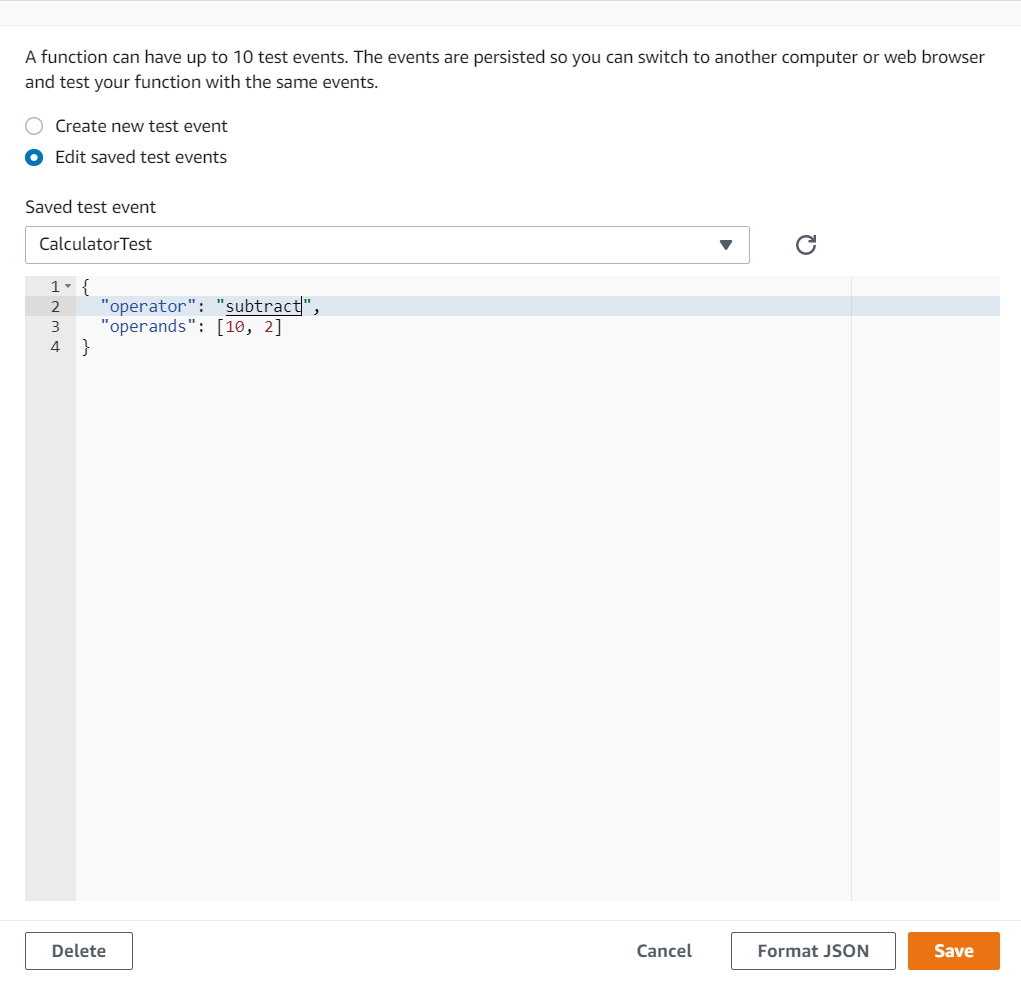 A function can have up to 10 test events. The events are persisted so you can switch to another computer or web browser
and test your function with the same events.
Create new test event
Edit saved test events
Saved test event
CalculatorTest
1 {
2 "operator": "subtract",
3 "operands": [10, 2]
4 }
Delete
Cancel
Format JSON
Save